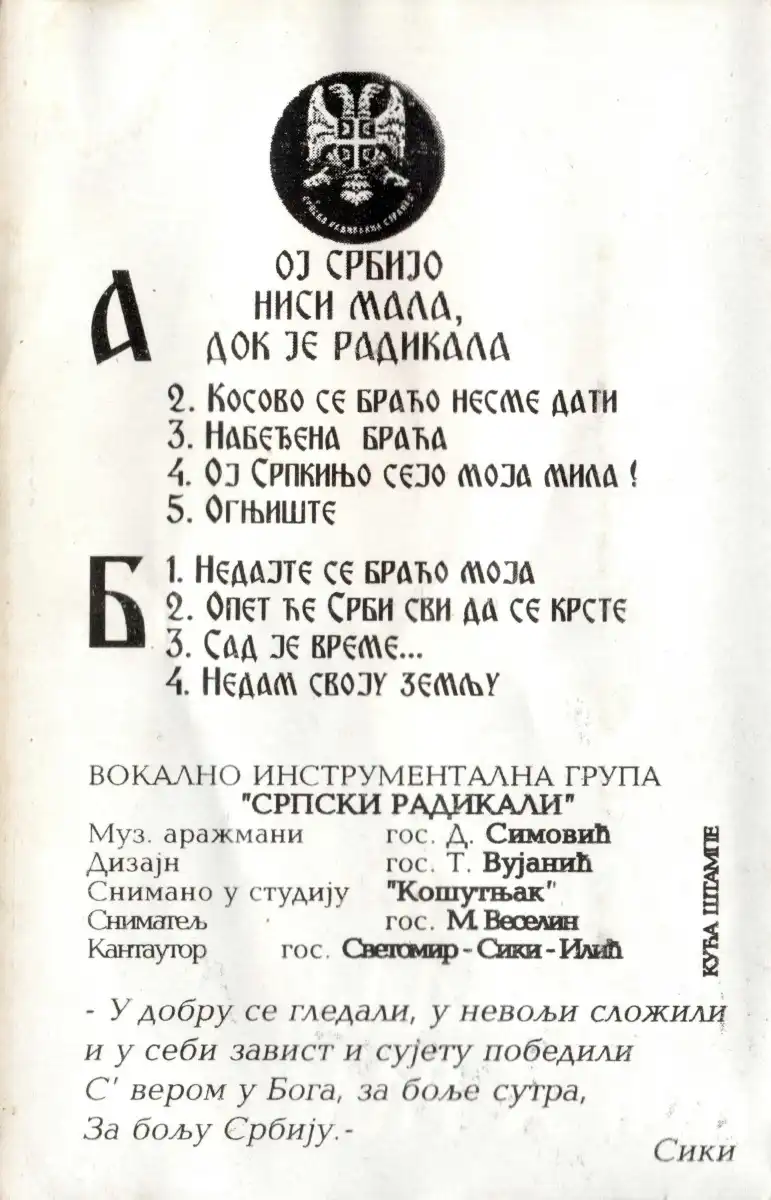 СРПСКА РАДИКАЛНА СТРАНКА
А
ОЈ СРБИЈО
НИСИ МАЛА,
ДОК ЈЕ РАДИКАЛА
2. Косово се браћо несме дати
3. Набеђена браћа
4. Ој Српкињо сејо моја мила !
5. Огњиште
Б
1. Недајте се браћо моја
2. Опет ће Срби сви да се крсте
3. Сад је време...
4. Недам своју земљу
ВОКАЛНО ИНСТРУМЕНТАЛНА ГРУПА
"СРПСКИ РАДИКАЛИ"
Муз. аражмани гос. Д. Симовић
Дизајн гос. Т. Вујанић
Снимано у студију "Кошутњак"
Сниматељ гос. М. Веселин
Кантаутор гос. Светомир - Сики - Илић
КУЋА ШТАМПЕ
- У добру се гледали, у невољи сложили
и у себи завист и сујету победили
С' вером у Бога, за боље сутра,
За бољу Србију.-
Сики